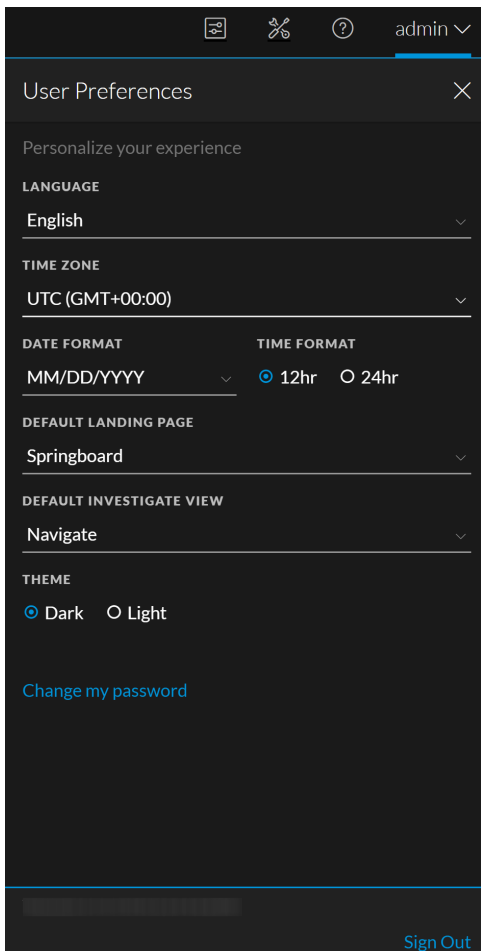 admin
User Preferences
Personalize your experience
LANGUAGE
English
TIME ZONE
UTC (GMT+00:00)
DATE FORMAT TIME FORMAT
MM/DD/YYYY 12hr 24hr
DEFAULT LANDING PAGE
Springboard
DEFAULT INVESTIGATE VIEW
Navigate
THEME
Dark Light
Change my password
Sign Out